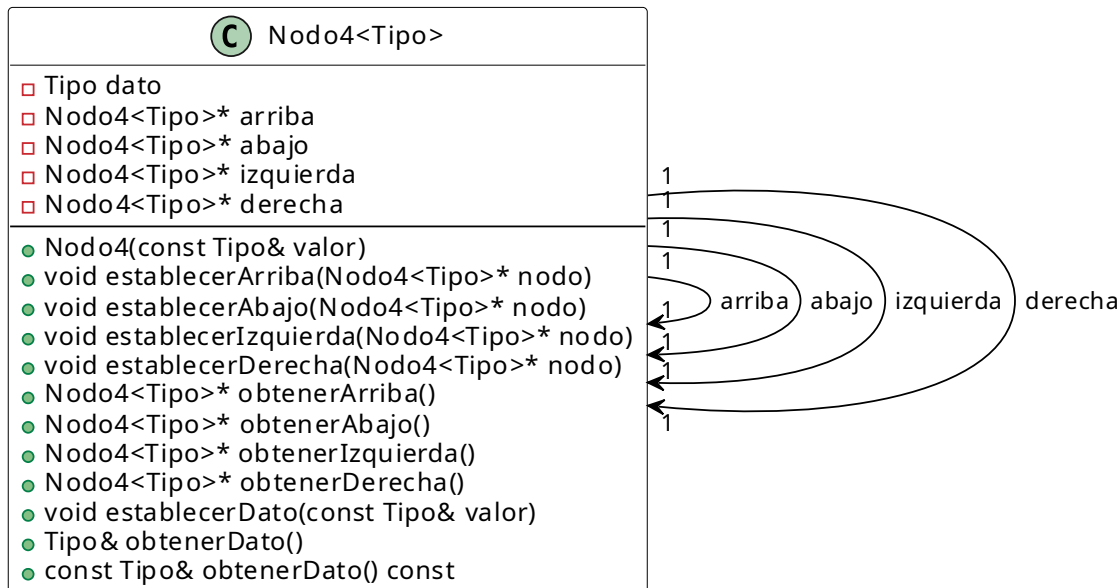 C Nodo4<Tipo>
Tipo dato
Nodo4<Tipo>* arriba
Nodo4<Tipo>* abajo
Nodo4<Tipo>* izquierda
Nodo4<Tipo>* derecha
Nodo4(const Tipo& valor)
void establecerArriba(Nodo4<Tipo>* nodo)
void establecerAbajo(Nodo4<Tipo>* nodo)
void establecerIzquierda(Nodo4<Tipo>* nodo)
void establecerDerecha(Nodo4<Tipo>* nodo)
Nodo4<Tipo>* obtenerArriba()
Nodo4<Tipo>* obtenerAbajo()
Nodo4<Tipo>* obtenerIzquierda()
Nodo4<Tipo>* obtenerDerecha()
void establecerDato(const Tipo& valor)
Tipo& obtenerDato()
const Tipo& obtenerDato() const
1
1
1
1
arriba abajo izquierda derecha
1
1
1
1